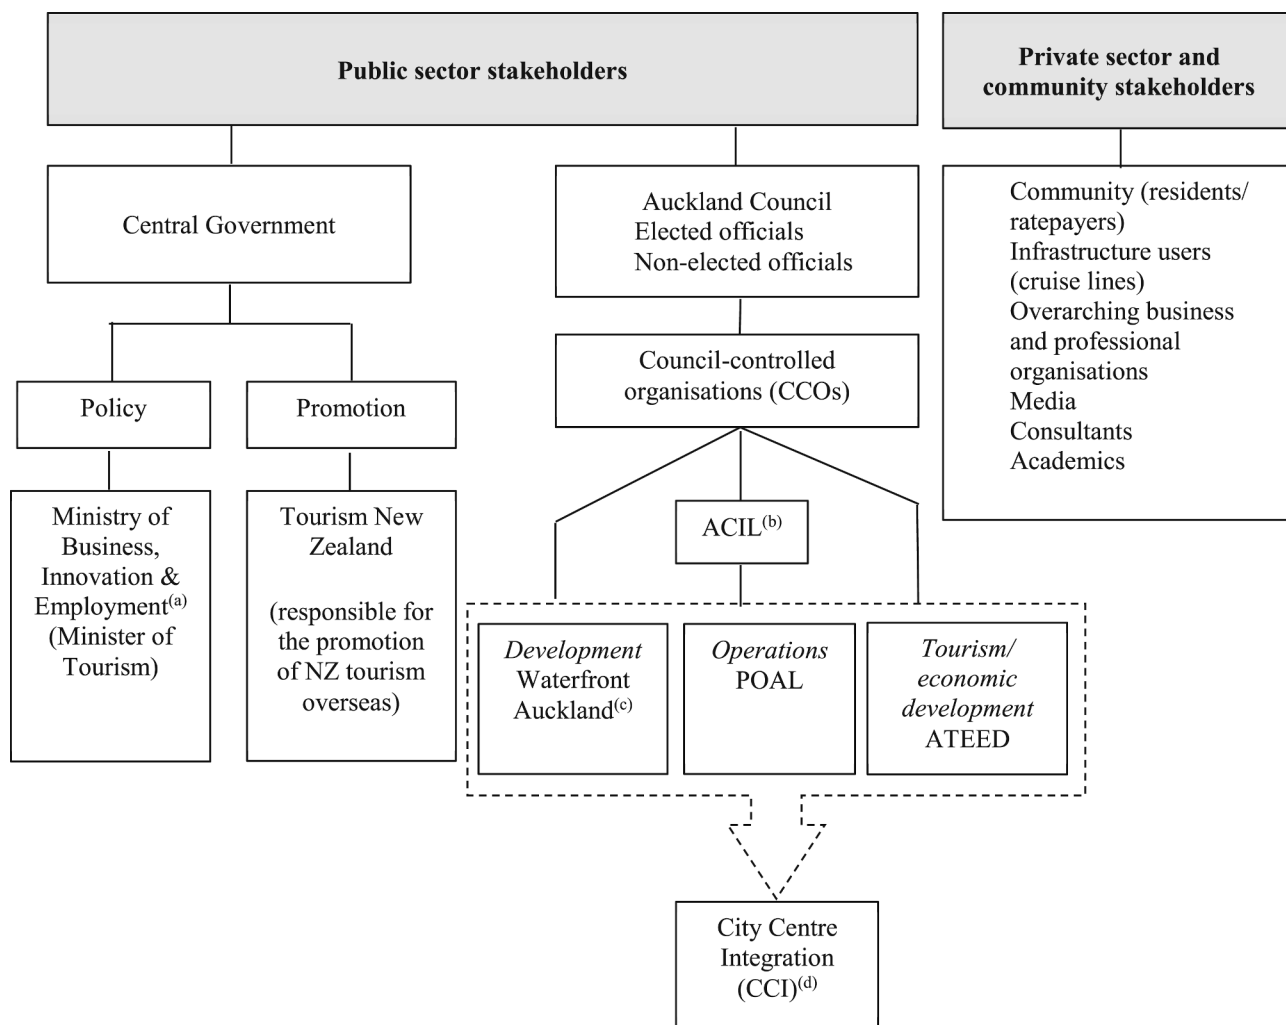 Public sector stakeholders
Private sector and
community stakeholders
Central Government
Auckland Council
Elected officials
Non-elected officials
Community (residents/
ratepayers)
Infrastructure users
(cruise lines)
Overarching business
and professional
organisations
Media
Consultants
Academics
Council-controlled
organisations (CCOs)
Policy
Promotion
Ministry of
Business,
Innovation &
Employment(a)
(Minister of
Tourism)
Tourism New
Zealand
(responsible for
the promotion
of NZ tourism
overseas)
ACIL(b)
Development
Waterfront
Auckland(c)
Operations
POAL
Tourism/
economic
development
ATEED
City Centre
Integration
(CCI)(d)